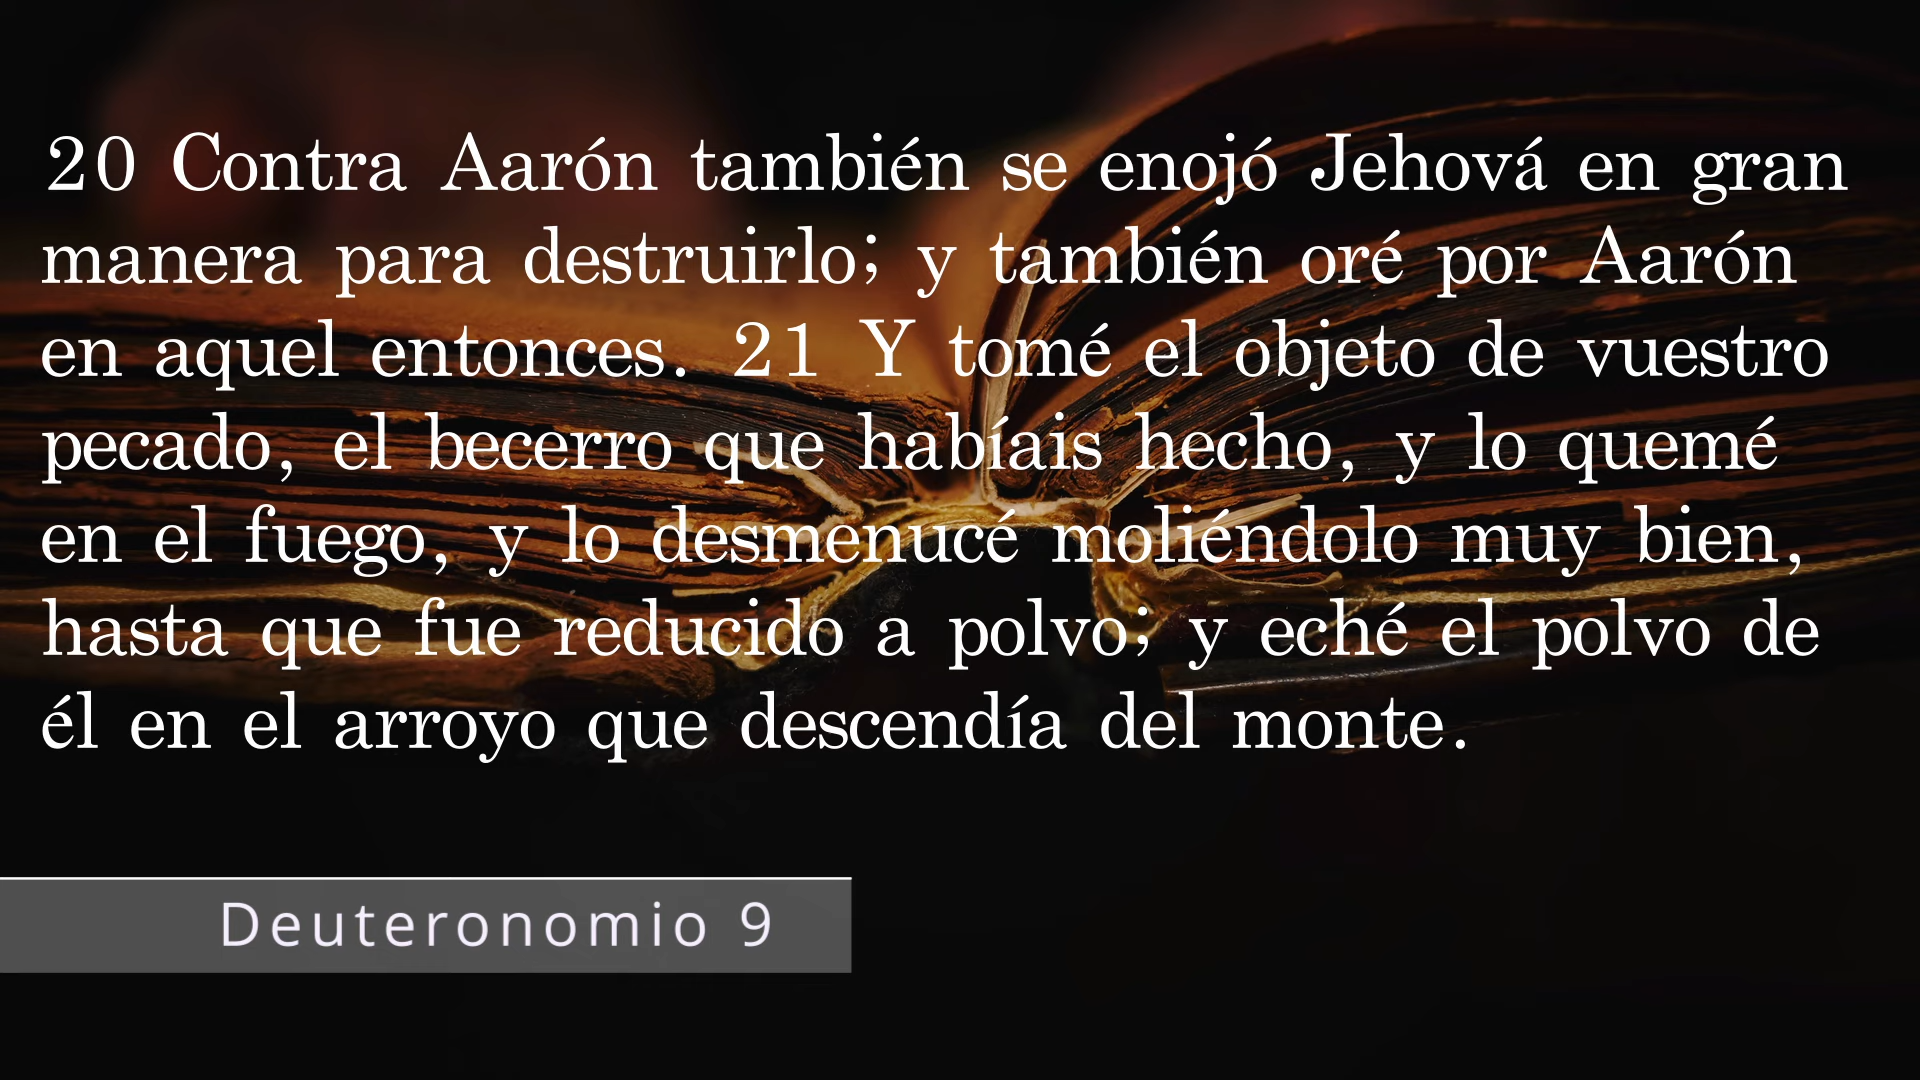 20 Contra Aarón también se enojó Jehová en gran
manera para destruirlo; y también oré por Aarón
en aquel entonces. 21 Y tomé el objeto de vuestro
pecado, el becerro que habíais hecho, y lo quemé
en el fuego, y lo desmenucé moliéndolo muy bien,
hasta que fue reducido a polvo; y eché el polvo de
él en el arroyo que descendía del monte.
Deuteronomio 9